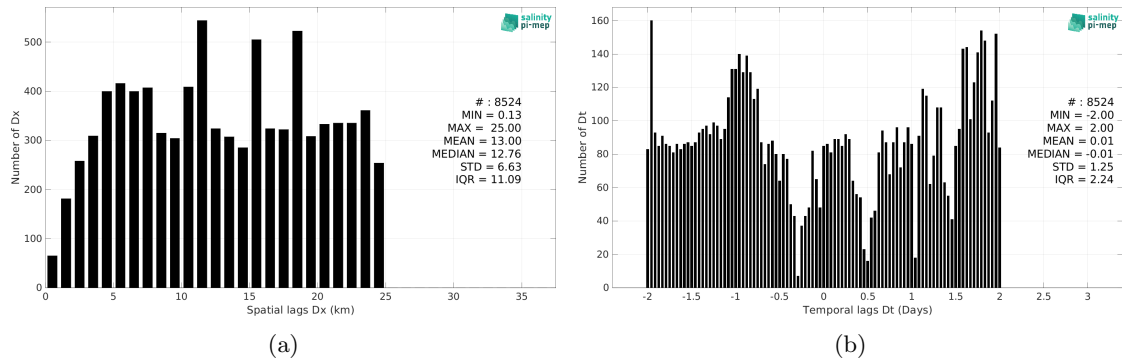 salinity
pi-mep
500
400
300
200
100
0
Number of Dx
# : 8524
MIN = 0.13
MAX = 25.00
MEAN = 13.00
MEDIAN = 12.76
STD = 6.63
IQR = 11.09
0 5 10 15 20 25 30 35
Spatial lags Dx (km)
(a)
salinity
pi-mep
160
140
120
100
80
60
40
20
0
Number of Dt
# : 8524
MIN = -2.00
MAX = 2.00
MEAN = 0.01
MEDIAN = -0.01
STD = 1.25
IQR = 2.24
-2 -1.5 -1 -0.5 0 0.5 1 1.5 2 2.5 3
Temporal lags Dt (Days)
(b)